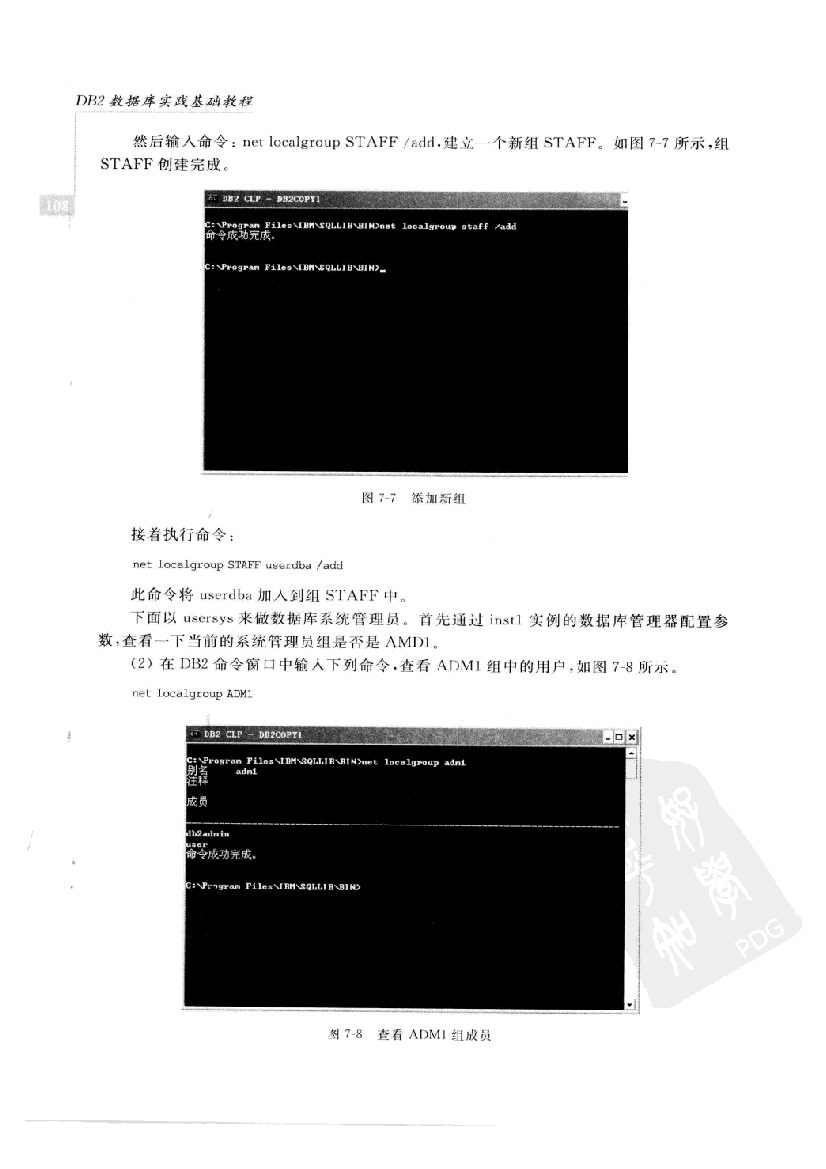 DB2 数据库实践基础教程
然后输入命令：net localgroup STAFF /add，建立一个新组 STAFF。如图 7-7 所示，组
STAFF 创建完成。
108
DB2 CLP - DB2COPY1
C:\Program Files\IBM\SQLLIB\BIN>net localgroup staff /add
命令成功完成。
C:\Program Files\IBM\SQLLIB\BIN>_
图 7-7 添加新组
接着执行命令：
net localgroup STAFF userdba /add
此命令将 userdba 加入到组 STAFF 中。
下面以 usersys 来做数据库系统管理员。首先通过 inst1 实例的数据库管理器配置参
数，查看一下当前的系统管理员组是否是 AMD1。
(2) 在 DB2 命令窗口中输入下列命令，查看 ADM1 组中的用户，如图 7-8 所示。
net localgroup ADM1
DB2 CLP - DB2COPY1
C:\Program Files\IBM\SQLLIB\BIN>net localgroup adm1
别名 adm1
注释
成员
db2admin
user
命令成功完成。
C:\Program Files\IBM\SQLLIB\BIN>
图 7-8 查看 ADM1 组成员
PDG